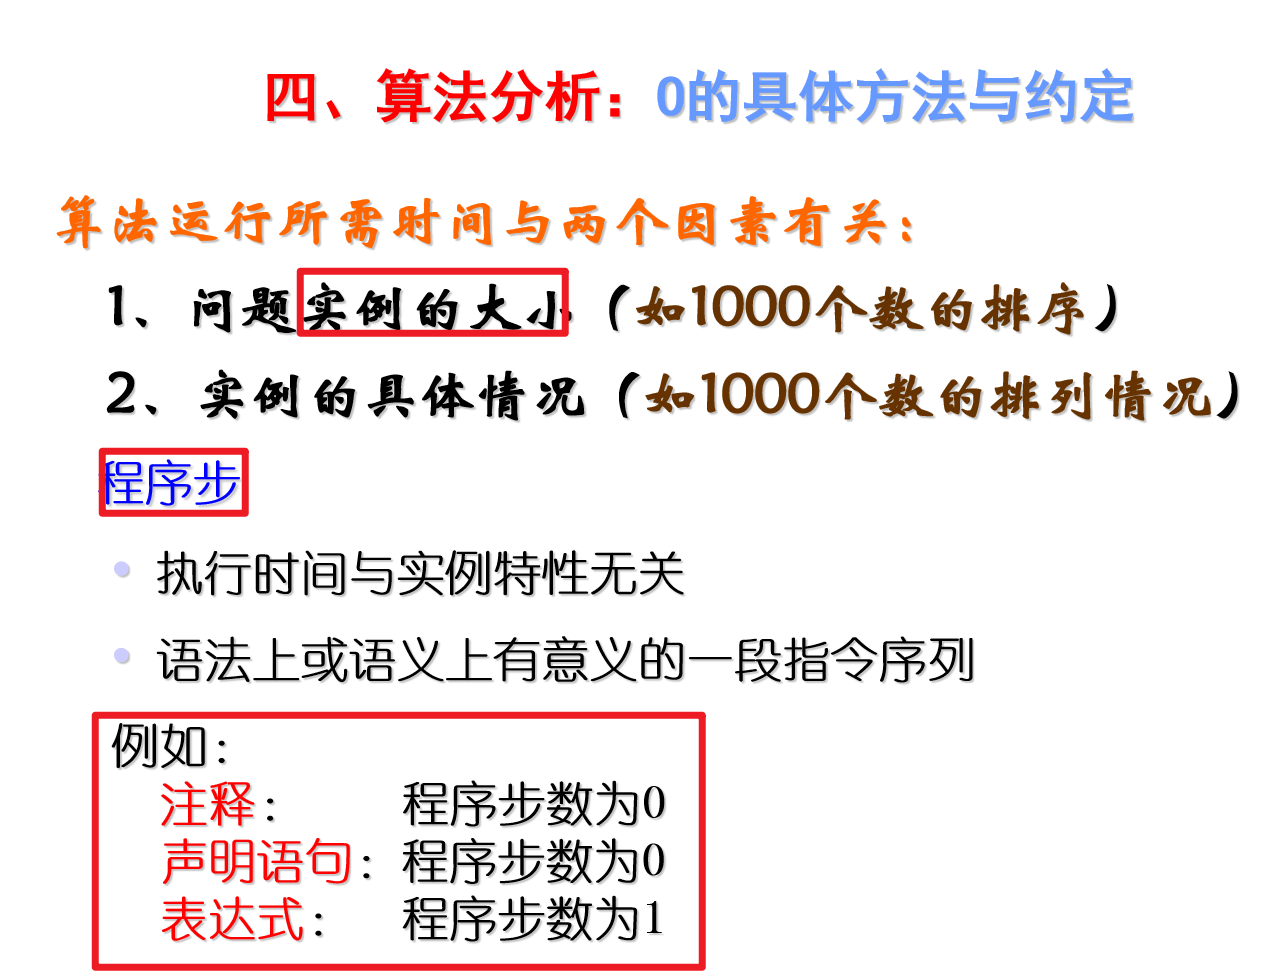 四、算法分析：O的具体方法与约定
算法运行所需时间与两个因素有关：
1、问题实例的大小（如1000个数的排序）
2、实例的具体情况（如1000个数的排列情况）
程序步
• 执行时间与实例特性无关
• 语法上或语义上有意义的一段指令序列
例如：
注释： 程序步数为0
声明语句：程序步数为0
表达式： 程序步数为1